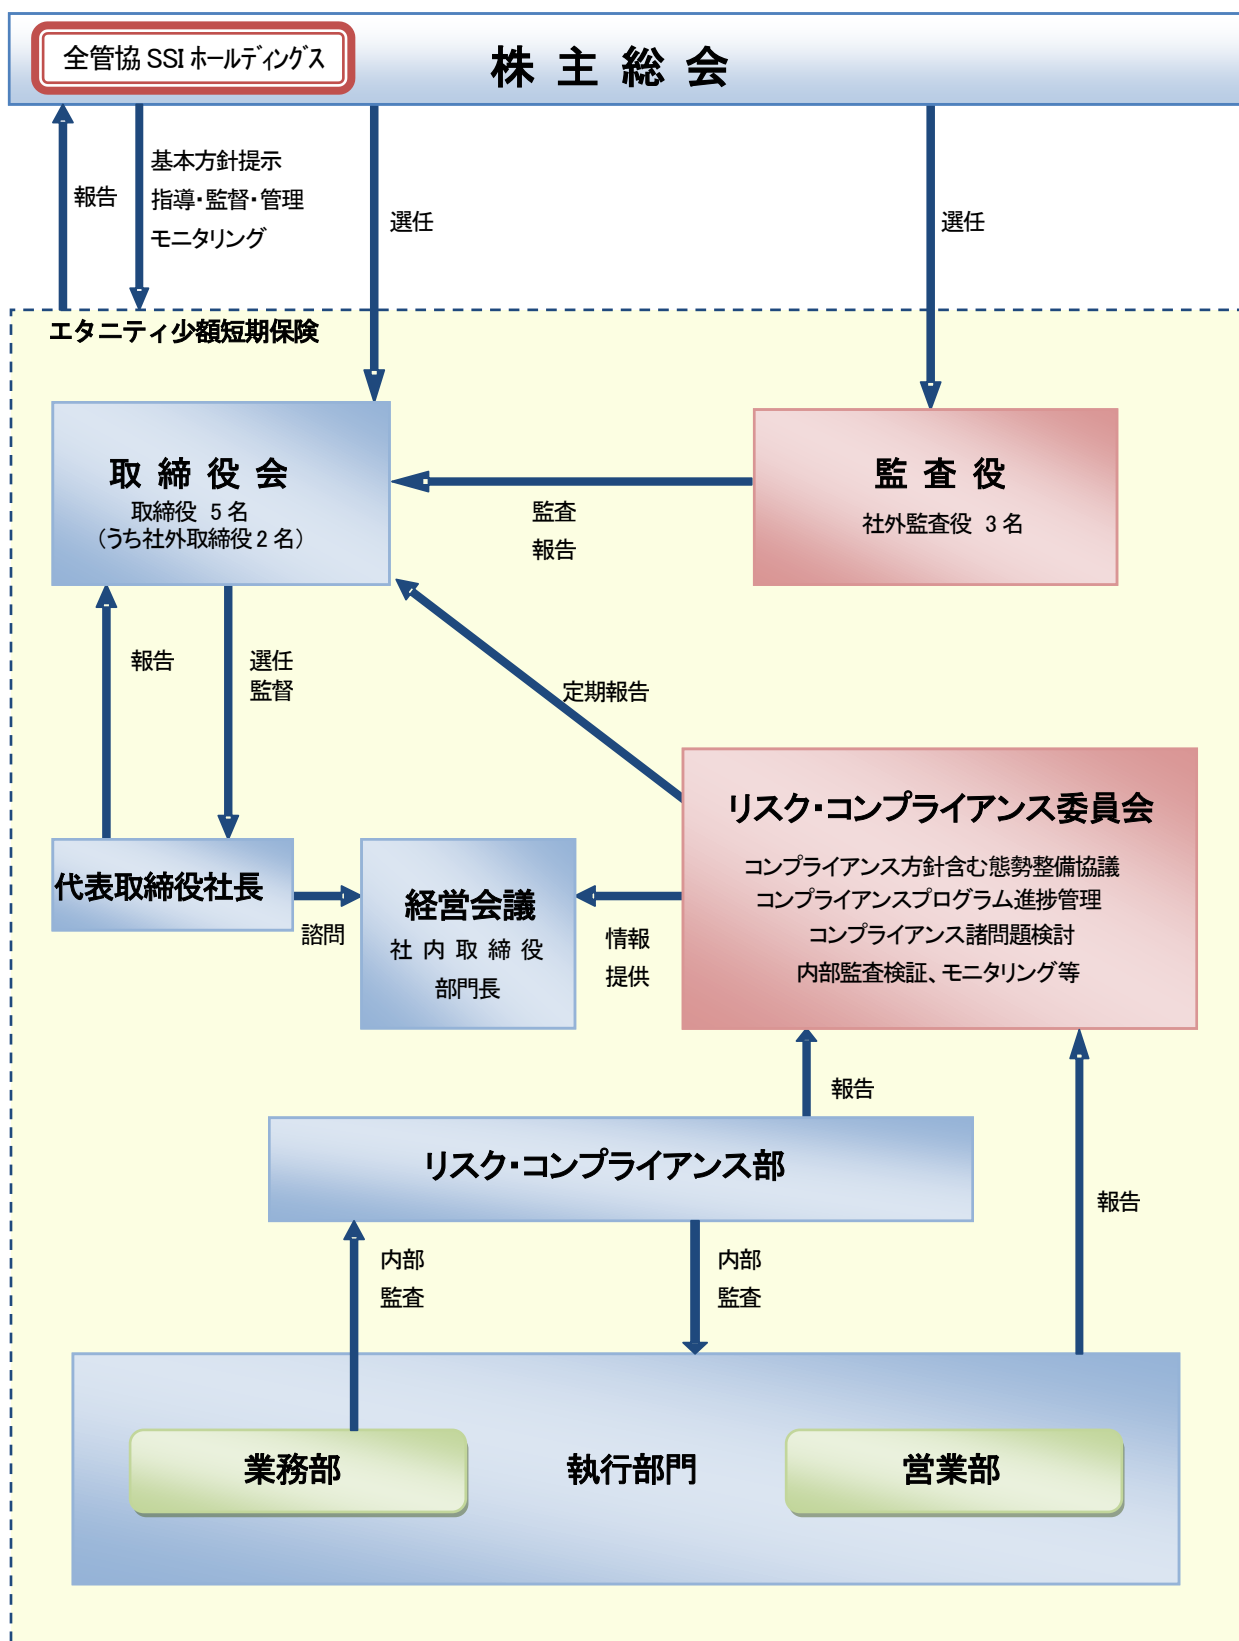 全管協 SSI ホールディングス
株 主 総 会
報告
基本方針提示
指導・監督・管理
モニタリング
選任
選任
エタニティ少額短期保険
取 締 役 会
取締役 5 名
（うち社外取締役 2 名）
監 査 役
社外監査役 3 名
監査
報告
報告
選任
監督
定期報告
リスク・コンプライアンス委員会
コンプライアンス方針含む態勢整備協議
コンプライアンスプログラム進捗管理
コンプライアンス諸問題検討
内部監査検証、モニタリング等
代表取締役社長
諮問
経営会議
社 内 取 締 役
部門長
情報
提供
報告
リスク・コンプライアンス部
報告
内部
監査
内部
監査
業務部
執行部門
営業部